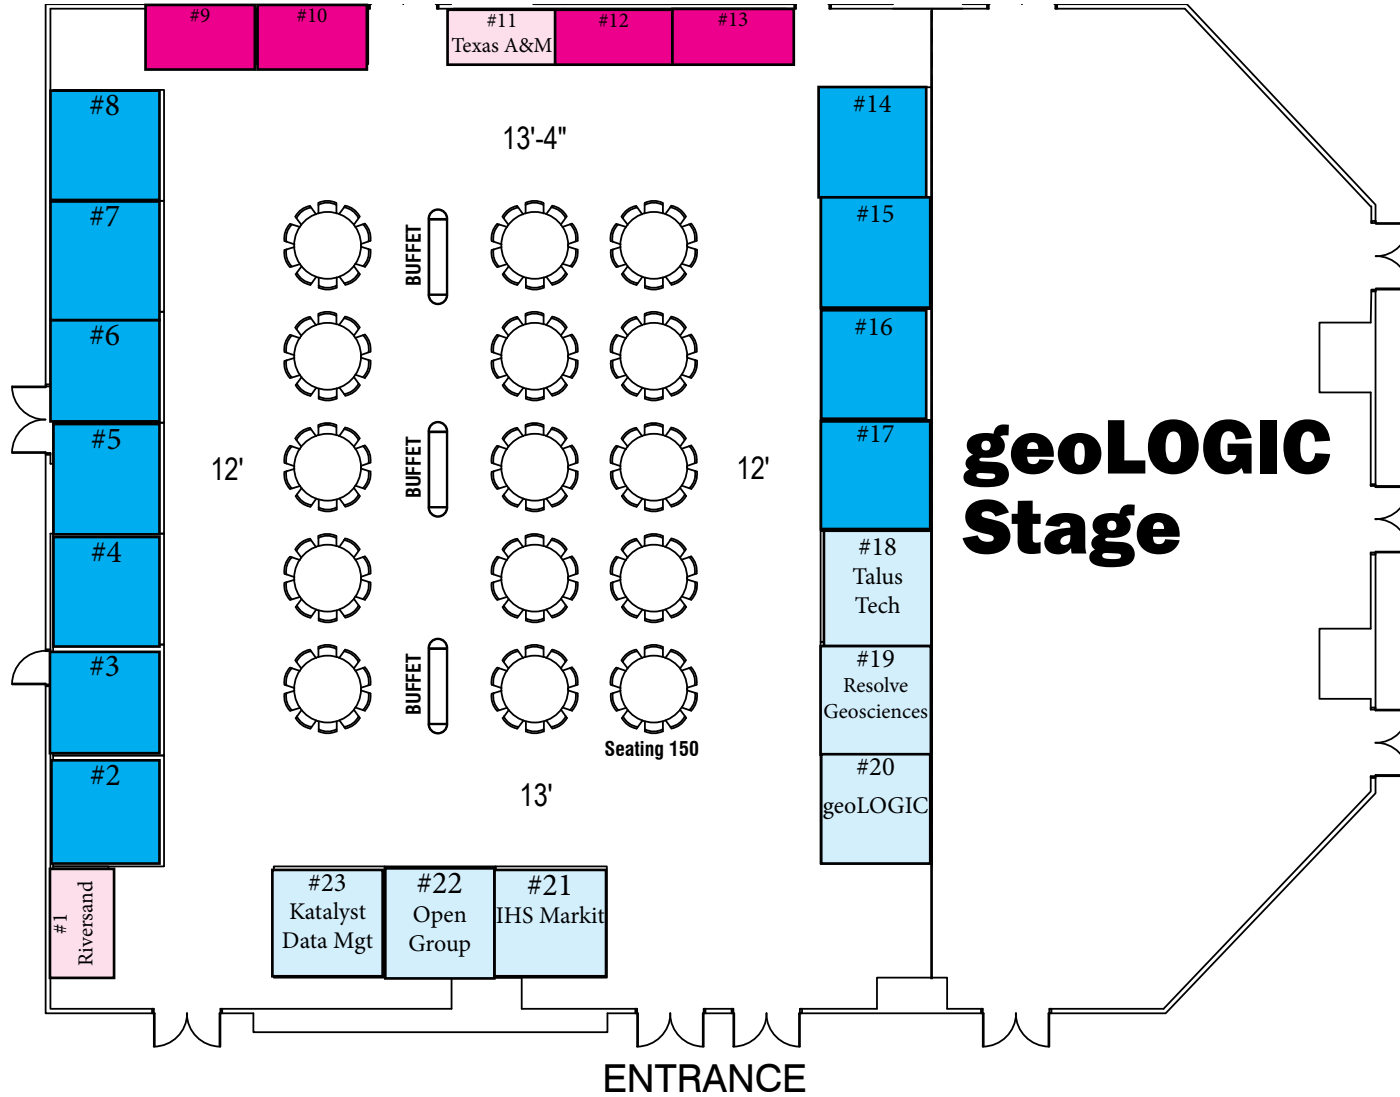 #9
#10
#11
Texas A&M
#12
#13
#8
#14
13'-4"
#7
#15
BUFFET
#6
#16
#5
#17
geoLOGIC
Stage
12'
BUFFET
12'
#4
#18
Talus
Tech
#3
#19
Resolve
Geosciences
BUFFET
Seating 150
#2
#20
geoLOGIC
13'
#1
Riversand
#23
Katalyst
Data Mgt
#22
Open
Group
#21
IHS Markit
ENTRANCE